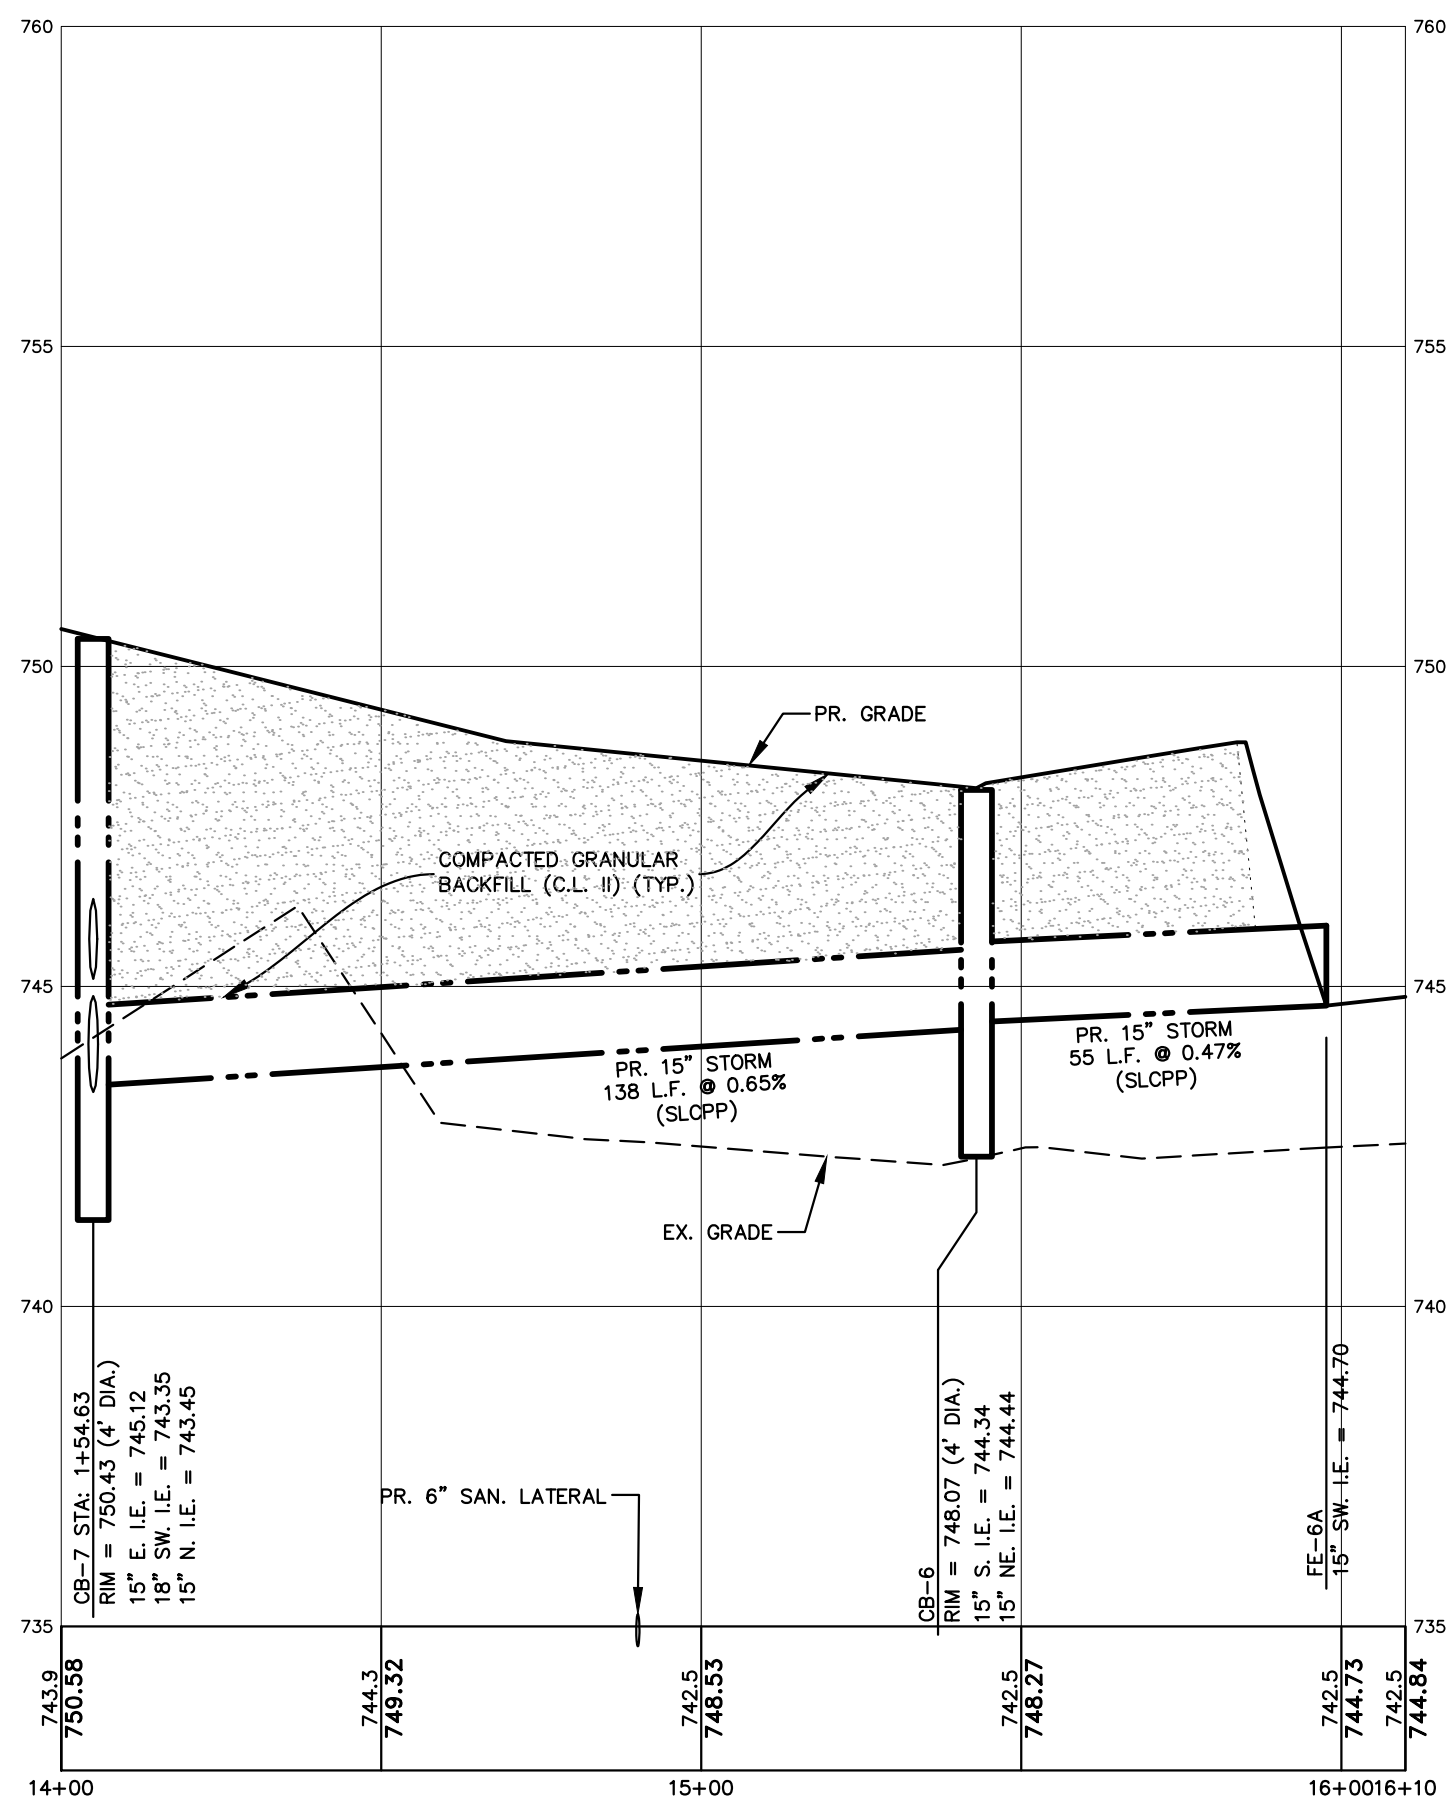 760
760
755
755
750
750
PR. GRADE
COMPACTED GRANULAR
BACKFILL (C.L. II) (TYP.)
745
745
PR. 15" STORM
138 L.F. @ 0.65%
(SLCPP)
PR. 15" STORM
55 L.F. @ 0.47%
(SLCPP)
EX. GRADE
740
740
CB-7 STA: 1+54.63
RIM = 750.43 (4' DIA.)
15" E. I.E. = 745.12
18" SW. I.E. = 743.35
15" N. I.E. = 743.45
PR. 6" SAN. LATERAL
CB-6
RIM = 748.07 (4' DIA.)
15" S. I.E. = 744.34
15" NE. I.E. = 744.44
FE-6A
15" SW. I.E. = 744.70
735
735
743.9
750.58
744.3
749.32
742.5
748.53
742.5
748.27
742.5
744.73
742.5
744.84
14+00
15+00
16+00
16+10